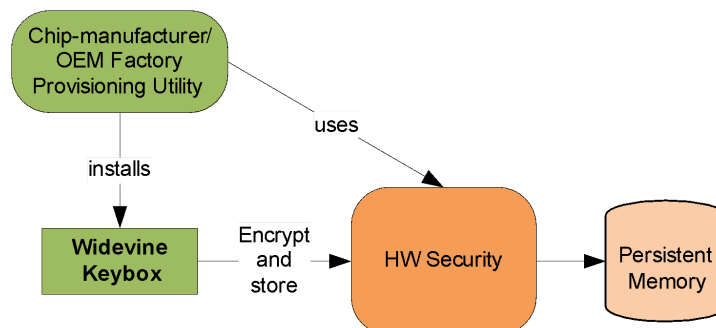 Chip-manufacturer/
OEM Factory
Provisioning Utility
uses
installs
Widevine
Keybox
Encrypt
and
store
HW Security
Persistent
Memory